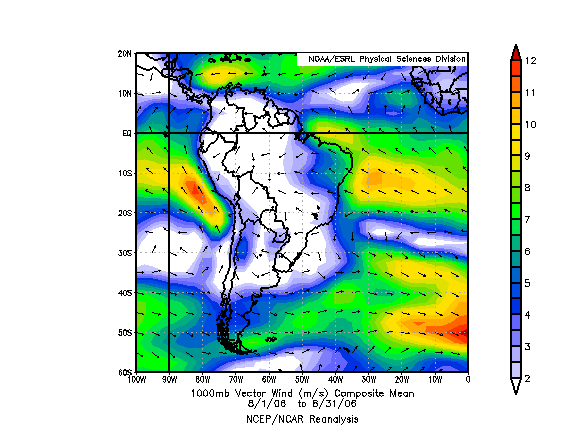 NOAA/ESRL Physical Sciences Division
20N
10N
EQ
10S
20S
30S
40S
50S
60S
100W 90W 80W 70W 60W 50W 40W 30W 20W 10W 0
12
11
10
9
8
7
6
5
4
3
2
1000mb Vector Wind (m/s) Composite Mean
8/1/06 to 8/31/06
NCEP/NCAR Reanalysis